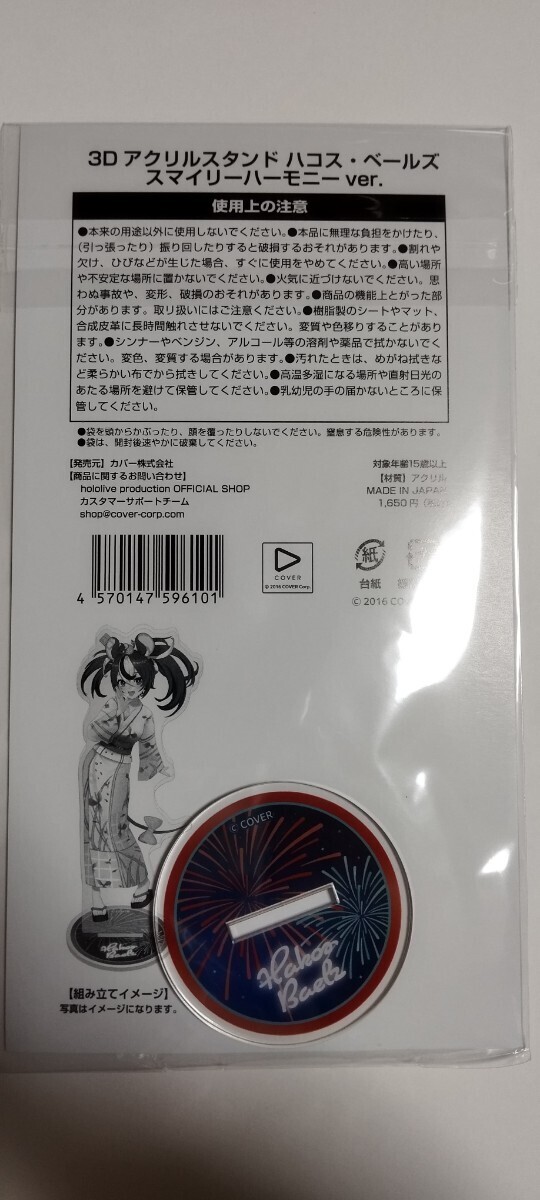 3D アクリルスタンド ハコス・ベールズ
スマイリーハーモニー ver.
使用上の注意
●本来の用途以外に使用しないでください。●本品に無理な負担をかけたり、
(引っ張ったり) 振り回したりすると破損するおそれがあります。●割れや
欠け、ひびなどが生じた場合、すぐに使用をやめてください。●高い場所
や不安定な場所に置かないでください。●火気に近づけないでください。思
わぬ事故や、変形、破損のおそれがあります。●商品の機能上とがった部
分があります。取り扱いにはご注意ください。●樹脂製のシートやマット、
合成皮革に長時間触れさせないでください。変質や色移りすることがあり
ます。●シンナーやベンジン、アルコール等の溶剤や薬品で拭かないでく
ださい。変色、変質する場合があります。●汚れたときは、めがね拭きな
ど柔らかい布でから拭きしてください。●高温多湿になる場所や直射日光の
あたる場所を避けて保管してください。●乳幼児の手の届かないところに保
管してください。
●袋を頭からかぶったり、顔を覆ったりしないでください。窒息する危険性があります。
●袋は、開封後速やかに破棄してください。
【発売元】カバー株式会社
【商品に関するお問い合わせ】
hololive production OFFICIAL SHOP
カスタマーサポートチーム
shop@cover-corp.com
対象年齢15歳以上
【材質】アクリル
MADE IN JAPAN
1,650円
4 570147 596101
COVER
© 2016 COVER Corp.
紙
台紙
© 2016 CO
© COVER
Hakos
Baelz
Hakos
Baelz
【組み立てイメージ】
写真はイメージになります。